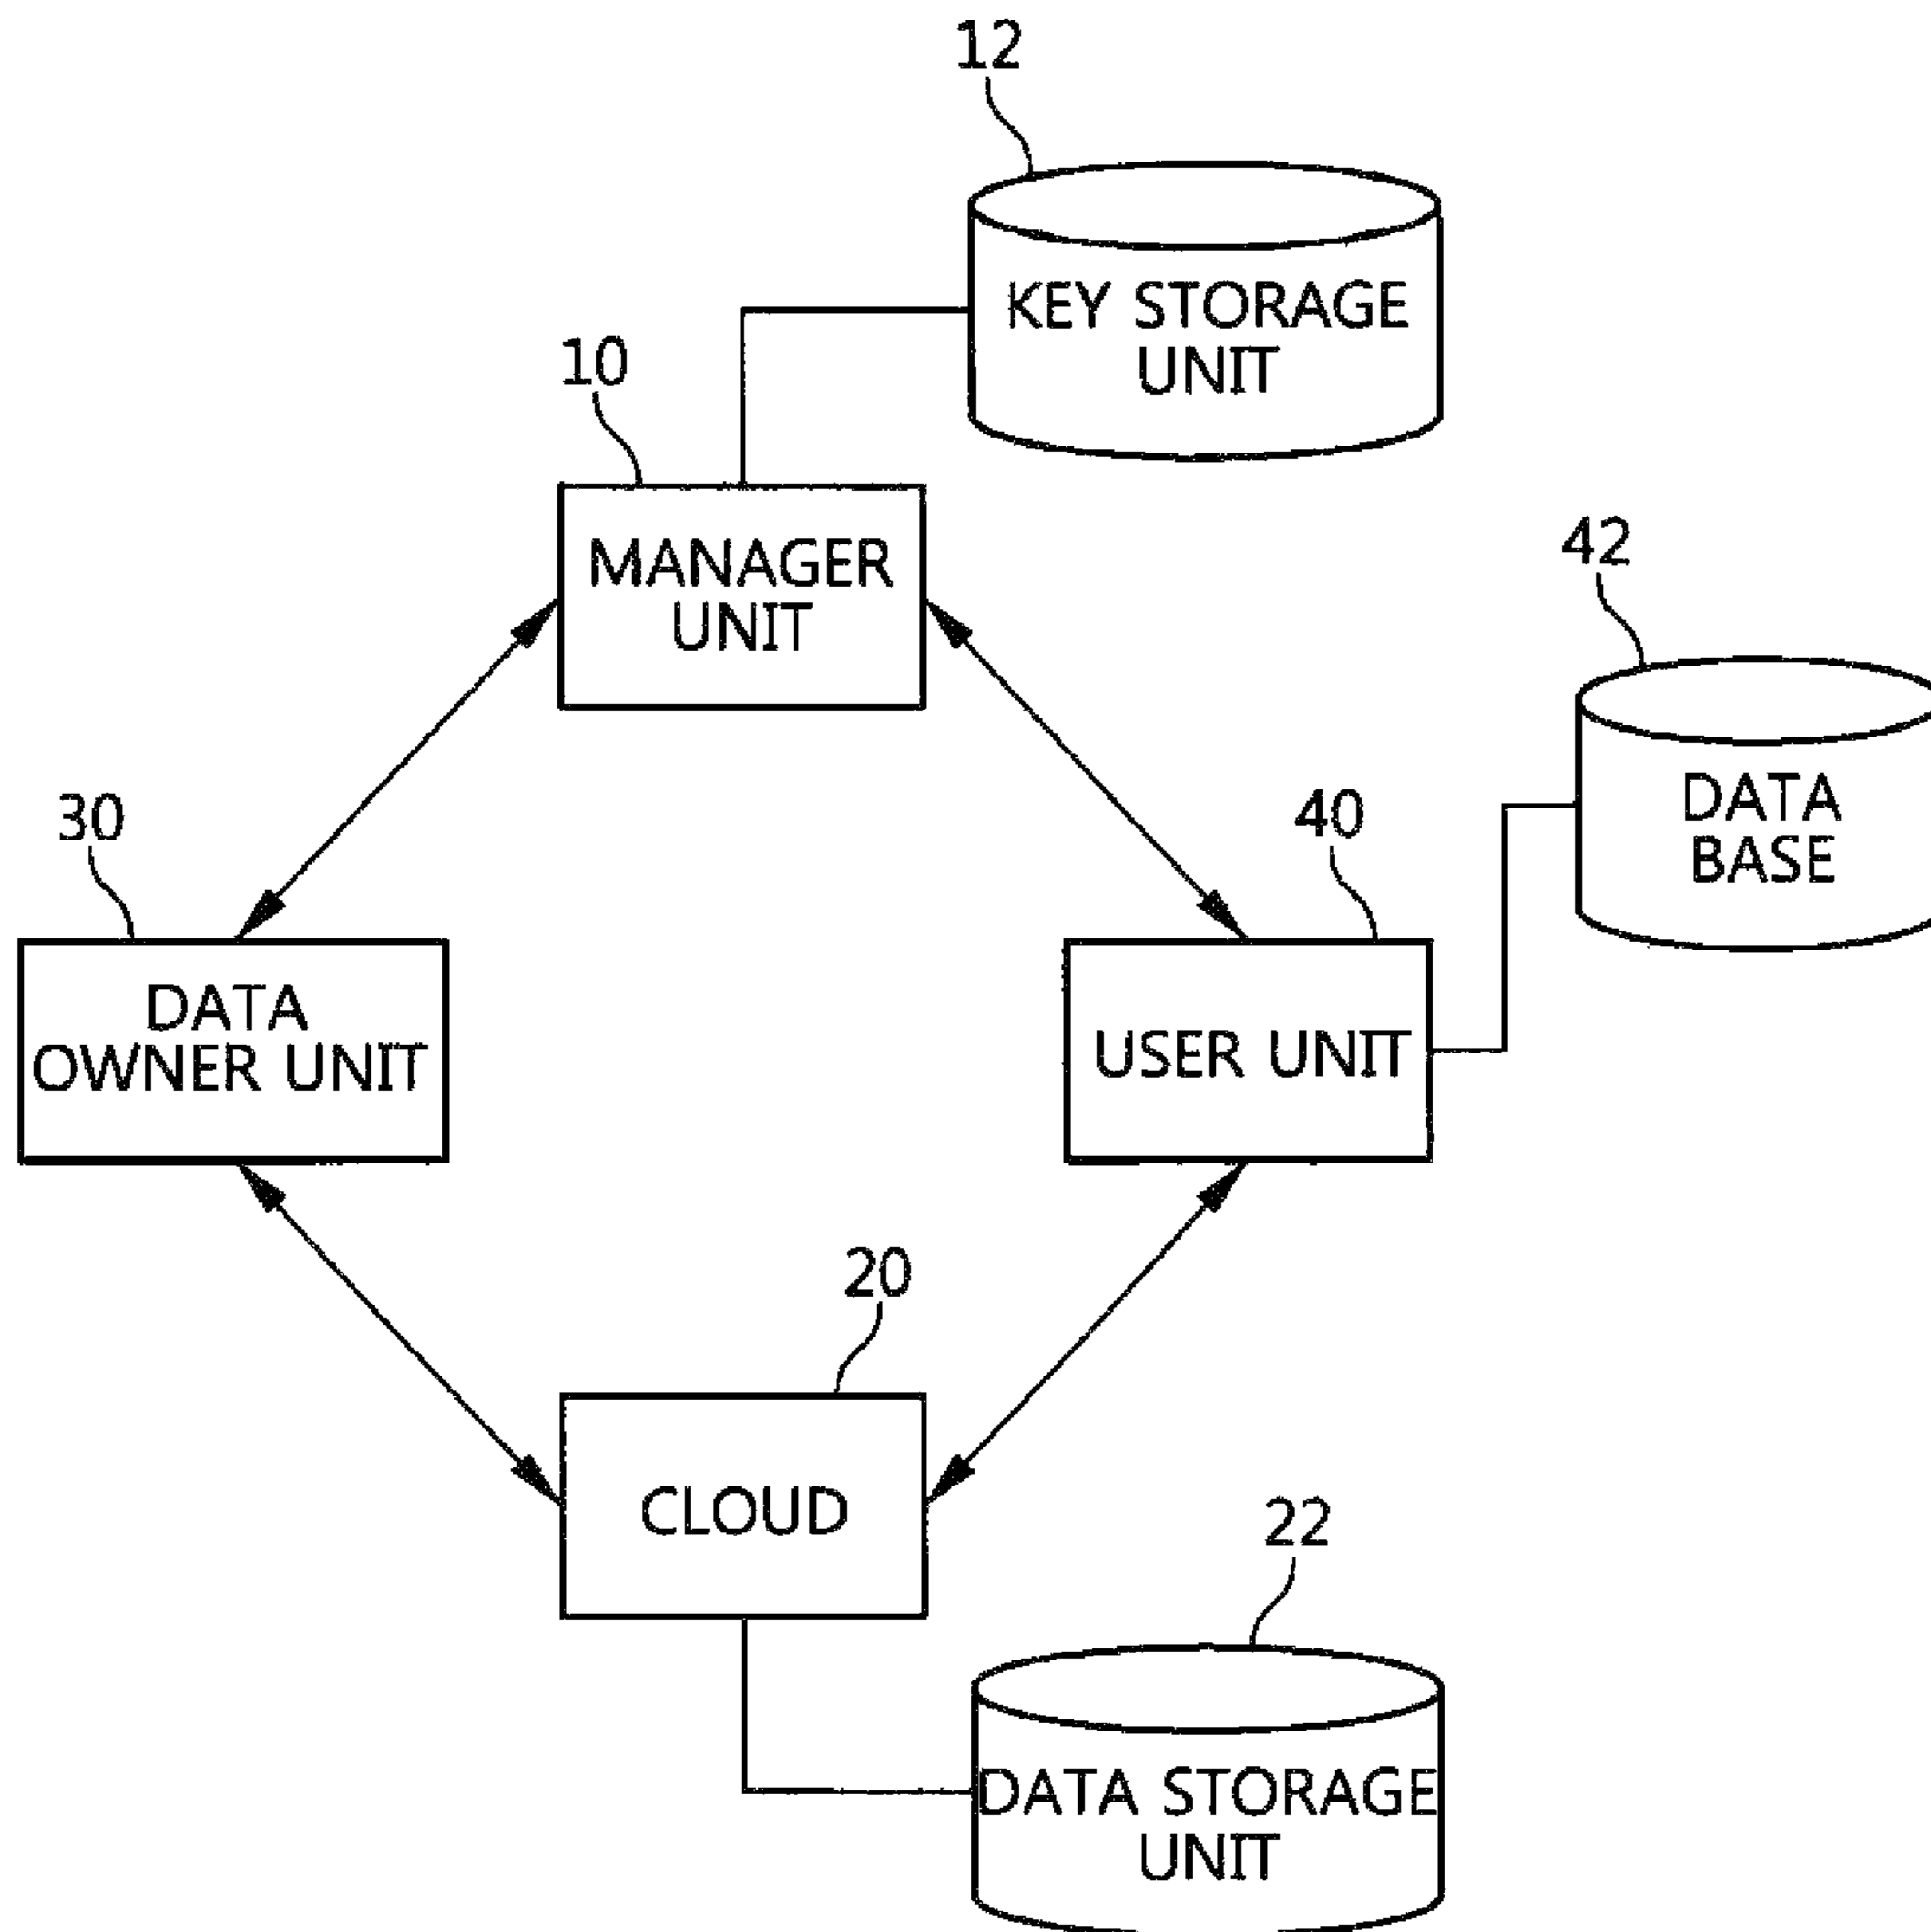 12
KEY STORAGE
UNIT
10
MANAGER
UNIT
42
DATA
BASE
30
DATA
OWNER UNIT
40
USER UNIT
20
CLOUD
22
DATA STORAGE
UNIT